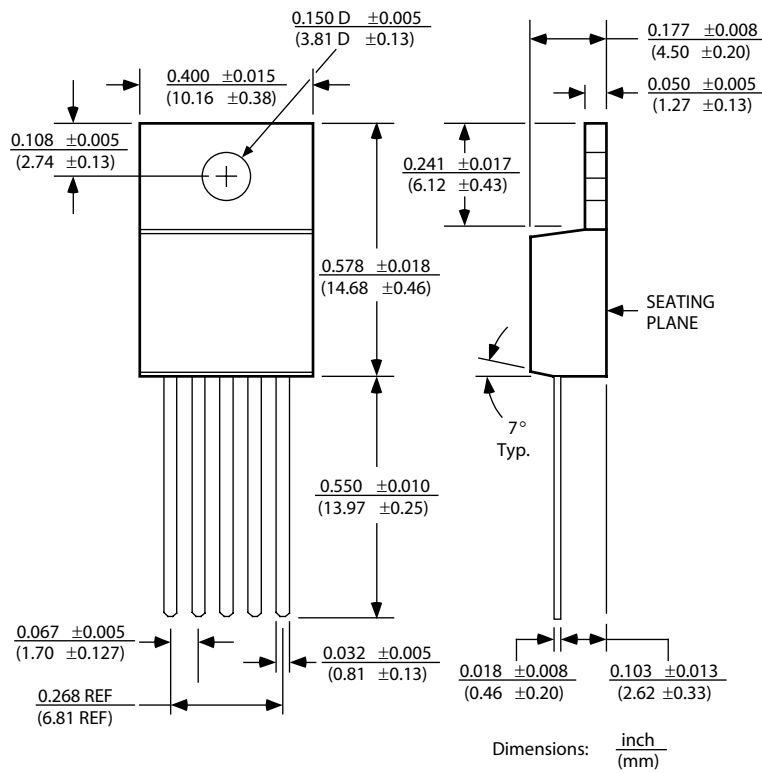 0.150 D ±0.005
(3.81 D ±0.13)
0.177 ±0.008
(4.50 ±0.20)
0.400 ±0.015
(10.16 ±0.38)
0.050 ±0.005
(1.27 ±0.13)
0.108 ±0.005
(2.74 ±0.13)
0.241 ±0.017
(6.12 ±0.43)
0.578 ±0.018
(14.68 ±0.46)
SEATING
PLANE
7°
Typ.
0.550 ±0.010
(13.97 ±0.25)
0.067 ±0.005
(1.70 ±0.127)
0.032 ±0.005
(0.81 ±0.13)
0.018 ±0.008
(0.46 ±0.20)
0.103 ±0.013
(2.62 ±0.33)
0.268 REF
(6.81 REF)
Dimensions: inch
(mm)